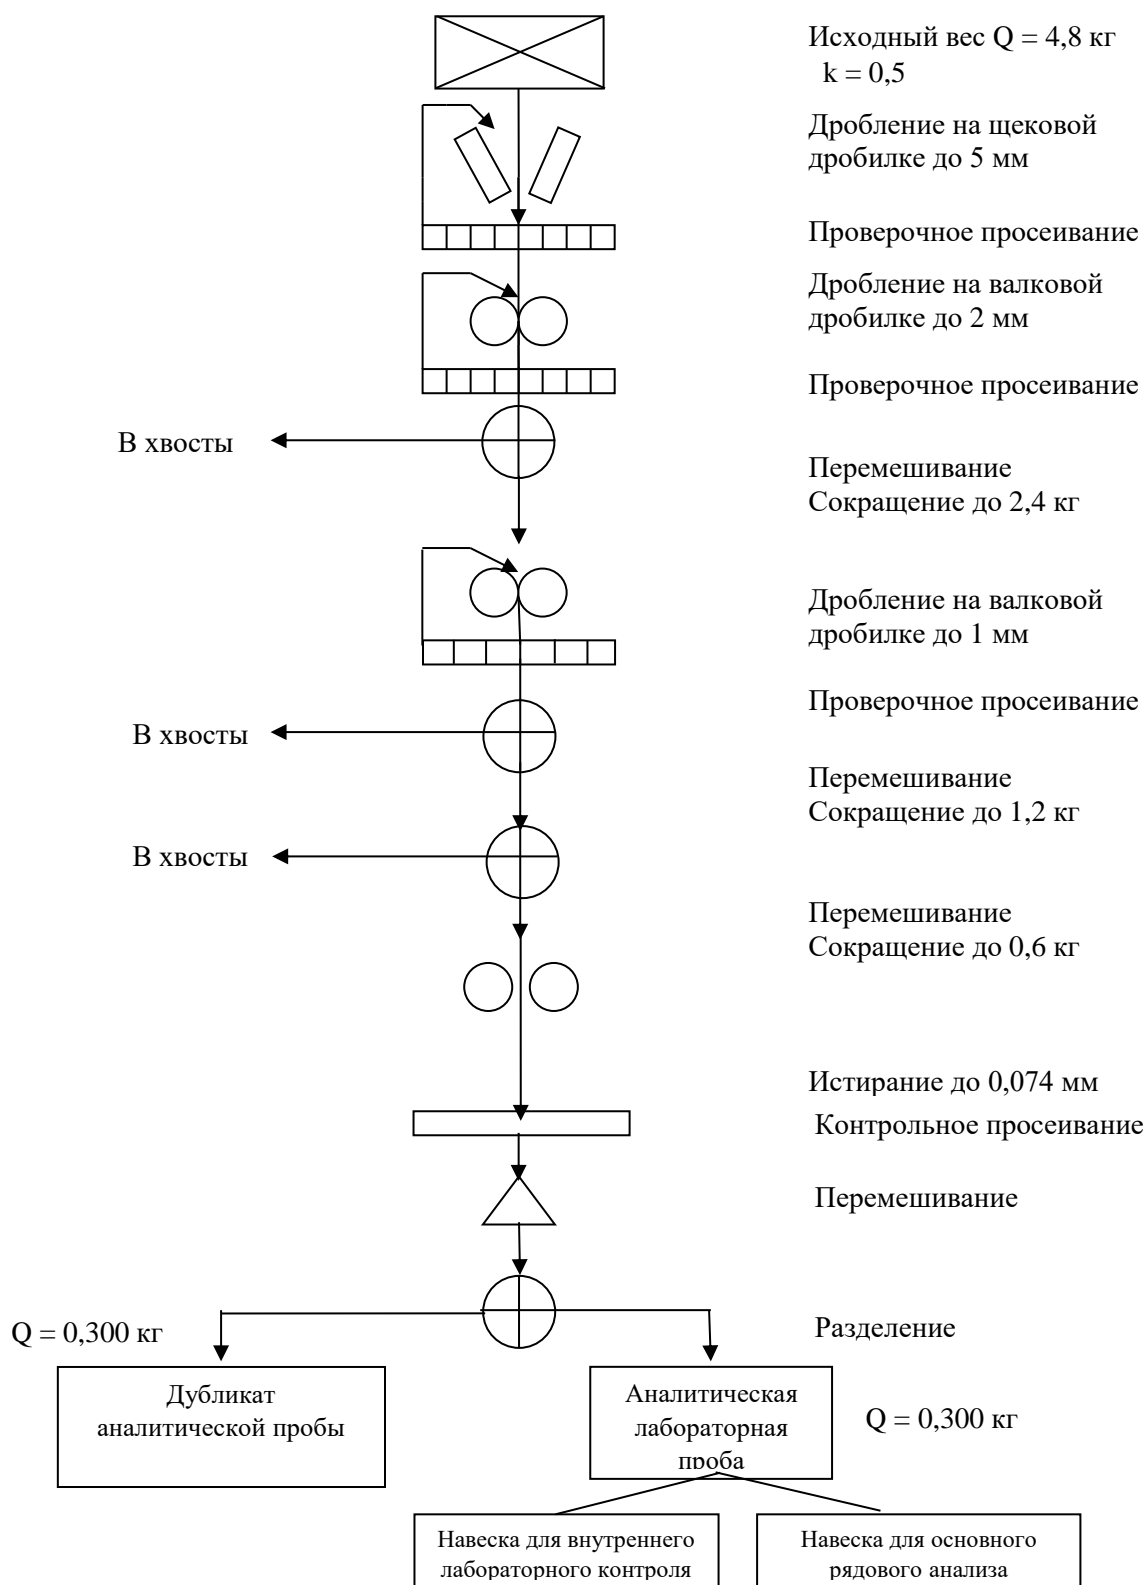 Исходный вес Q = 4,8 кг
k = 0,5
Дробление на щековой
дробилке до 5 мм
Проверочное просеивание
Дробление на валковой
дробилке до 2 мм
Проверочное просеивание
В хвосты
Перемешивание
Сокращение до 2,4 кг
Дробление на валковой
дробилке до 1 мм
Проверочное просеивание
В хвосты
Перемешивание
Сокращение до 1,2 кг
В хвосты
Перемешивание
Сокращение до 0,6 кг
Истирание до 0,074 мм
Контрольное просеивание
Перемешивание
Q = 0,300 кг
Разделение
Дубликат
аналитической пробы
Аналитическая
лабораторная
проба
Q = 0,300 кг
Навеска для внутреннего
лабораторного контроля
Навеска для основного
рядового анализа